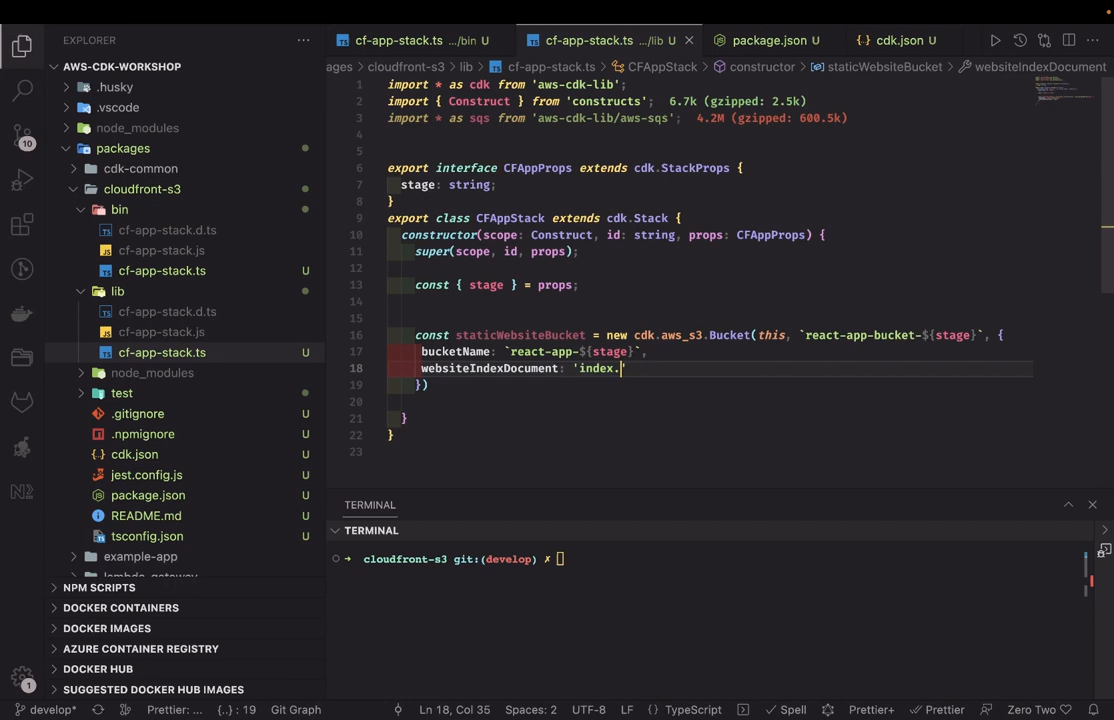 EXPLORER
AWS-CDK-WORKSHOP
.husky
.vscode
node_modules
packages
cdk-common
cloudfront-s3
bin
cf-app-stack.d.ts
cf-app-stack.js
cf-app-stack.ts U
lib
cf-app-stack.d.ts
cf-app-stack.js
cf-app-stack.ts U
node_modules
test
.gitignore U
.npmignore U
cdk.json U
jest.config.js U
package.json U
README.md U
tsconfig.json U
example-app
lambda-gateway
NPM SCRIPTS
DOCKER CONTAINERS
DOCKER IMAGES
AZURE CONTAINER REGISTRY
DOCKER HUB
SUGGESTED DOCKER HUB IMAGES
10
1
cf-app-stack.ts .../bin U
cf-app-stack.ts .../lib U
package.json U
cdk.json U
ages > cloudfront-s3 > lib > cf-app-stack.ts > CFAppStack > constructor > staticWebsiteBucket > websiteIndexDocument
1 import * as cdk from 'aws-cdk-lib';
2 import { Construct } from 'constructs'; 6.7k (gzipped: 2.5k)
3 import * as sqs from 'aws-cdk-lib/aws-sqs'; 4.2M (gzipped: 600.5k)
4
5
6 export interface CFAppProps extends cdk.StackProps {
7 stage: string;
8 }
9 export class CFAppStack extends cdk.Stack {
10 constructor(scope: Construct, id: string, props: CFAppProps) {
11 super(scope, id, props);
12
13 const { stage } = props;
14
15
16 const staticWebsiteBucket = new cdk.aws_s3.Bucket(this, `react-app-bucket-${stage}`, {
17 bucketName: `react-app-${stage}`,
18 websiteIndexDocument: 'index.'
19 })
20
21 }
22 }
23
TERMINAL
TERMINAL
cloudfront-s3 git:(develop) ✗
develop* Prettier: ... {..} : 19 Git Graph Ln 18, Col 35 Spaces: 2 UTF-8 LF {} TypeScript Spell Prettier+ Prettier Zero Two